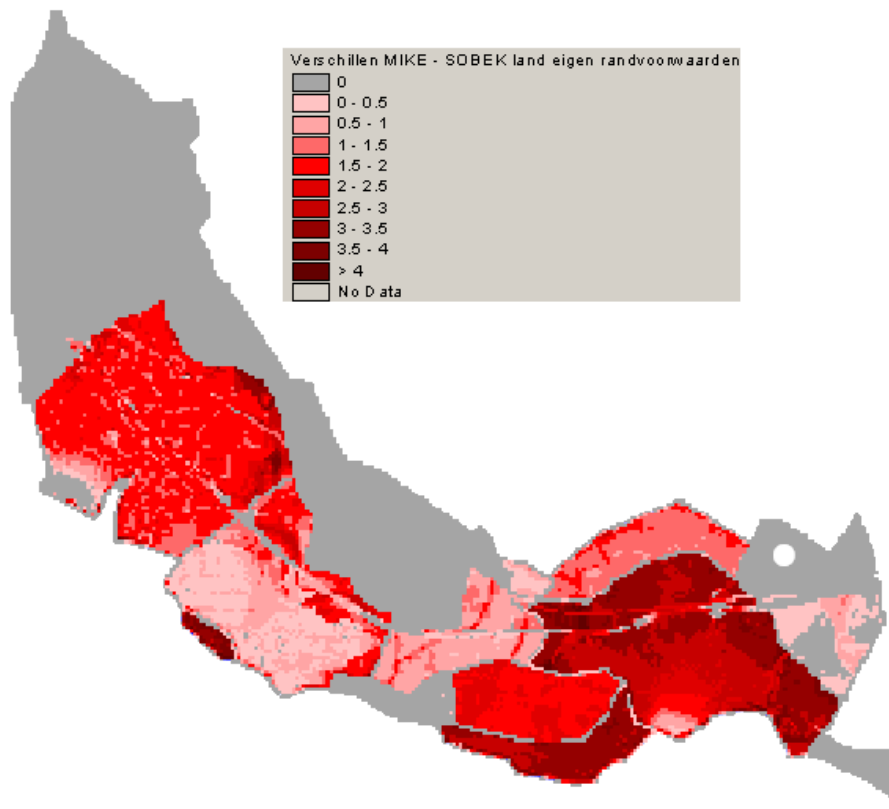 Verschillen MIKE - SOBEK land eigen randvoorwaarden
0
0 - 0.5
0.5 - 1
1 - 1.5
1.5 - 2
2 - 2.5
2.5 - 3
3 - 3.5
3.5 - 4
> 4
No Data